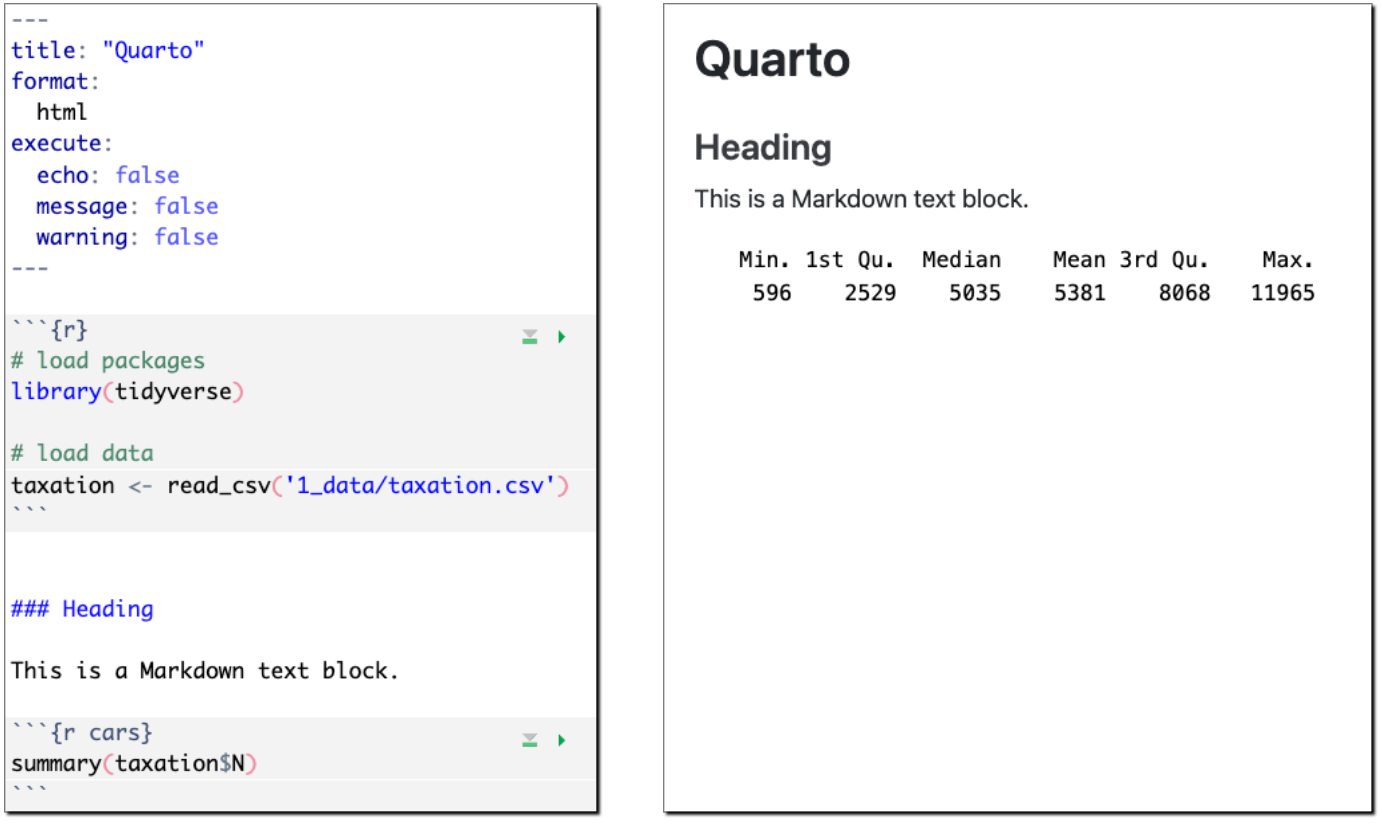 ---
title: "Quarto"
format:
  html
execute:
  echo: false
  message: false
  warning: false
---
```{r}
# load packages
library(tidyverse)
# load data
taxation <- read_csv('1_data/taxation.csv')
```
### Heading
This is a Markdown text block.
```{r cars}
summary(taxation$N)
```
Quarto
Heading
This is a Markdown text block.
Min. 1st Qu. Median Mean 3rd Qu. Max.
596 2529 5035 5381 8068 11965